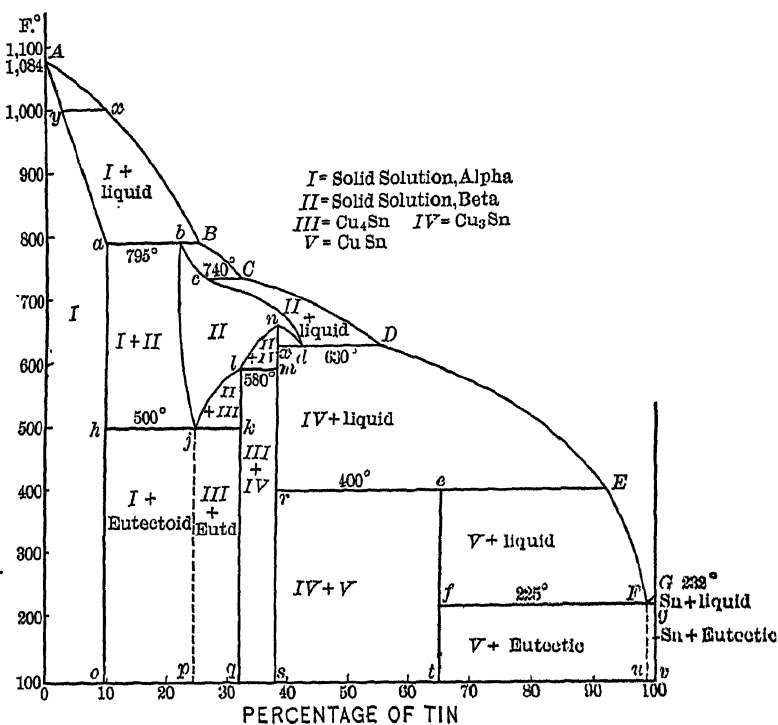 F.°
1,100
A
1,084
1,000
y
x
900
I +
liquid
I = Solid Solution, Alpha
II = Solid Solution, Beta
III = Cu₄Sn IV = Cu₃Sn
V = Cu Sn
800
a
b
B
795°
740°
C
c
700
I
I+II
II
n
II
+
liquid
D
600
l
II
+II
x
d
630°
m
580°
II
+III
IV+liquid
500
h
500°
j
k
III
+
IV
400
r
400°
e
E
I +
Eutectoid
III
+
Eutd
V + liquid
300
IV + V
f
225°
F
G 232°
Sn + liquid
g
200
V + Eutectic
Sn + Eutectic
100
o
p
q
s
t
u
v
0 10 20 30 40 50 60 70 80 90 100
PERCENTAGE OF TIN